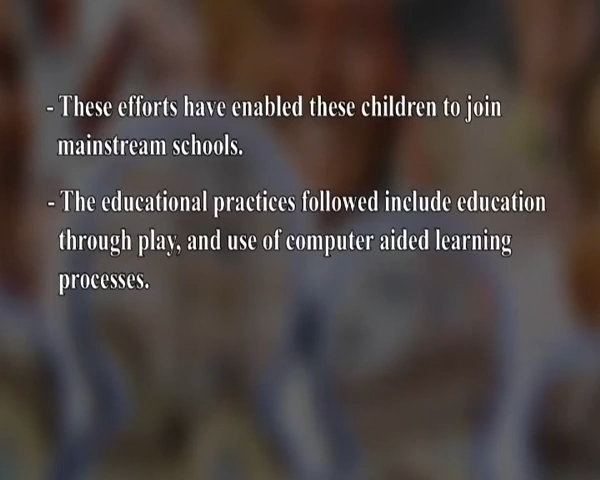 - These efforts have enabled these children to join
mainstream schools.
- The educational practices followed include education
through play, and use of computer aided learning
processes.